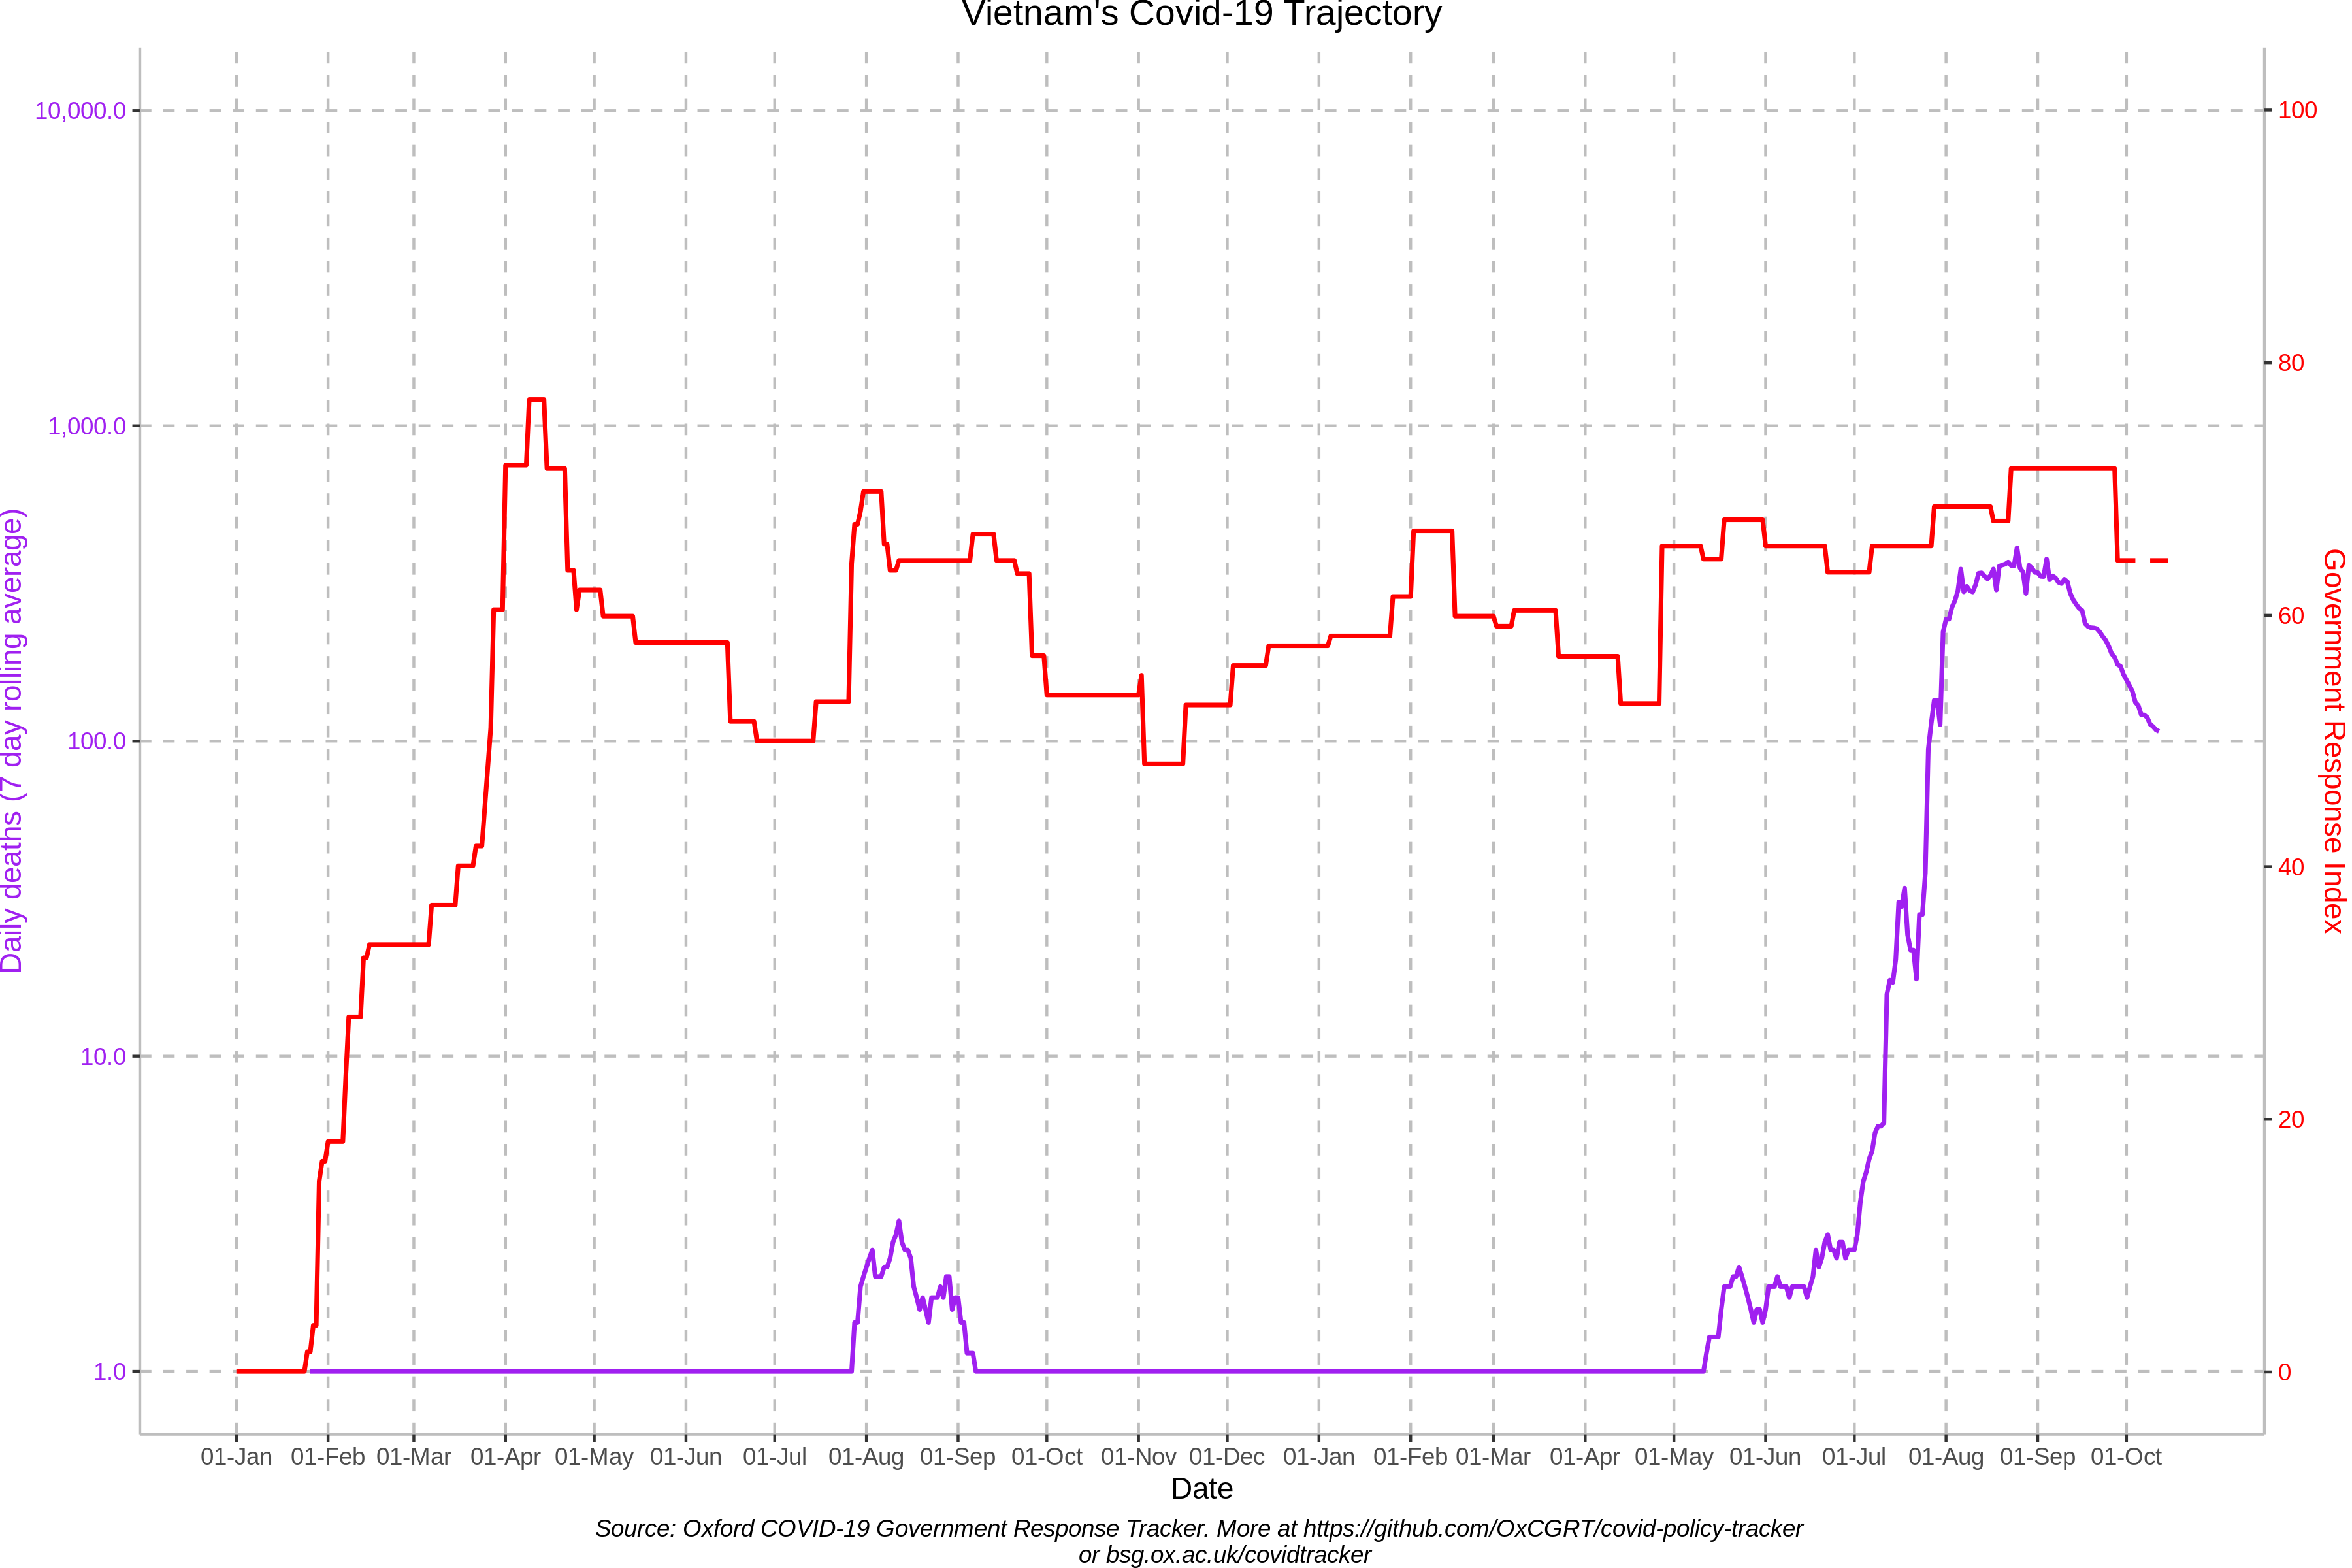 Vietnam's Covid-19 Trajectory
10,000.0
1,000.0
100.0
10.0
1.0
Daily deaths (7 day rolling average)
100
80
60
40
20
0
Government Response Index
01-Jan 01-Feb 01-Mar 01-Apr 01-May 01-Jun 01-Jul 01-Aug 01-Sep 01-Oct 01-Nov 01-Dec 01-Jan 01-Feb 01-Mar 01-Apr 01-May 01-Jun 01-Jul 01-Aug 01-Sep 01-Oct
Date
Source: Oxford COVID-19 Government Response Tracker. More at https://github.com/OxCGRT/covid-policy-tracker
or bsg.ox.ac.uk/covidtracker